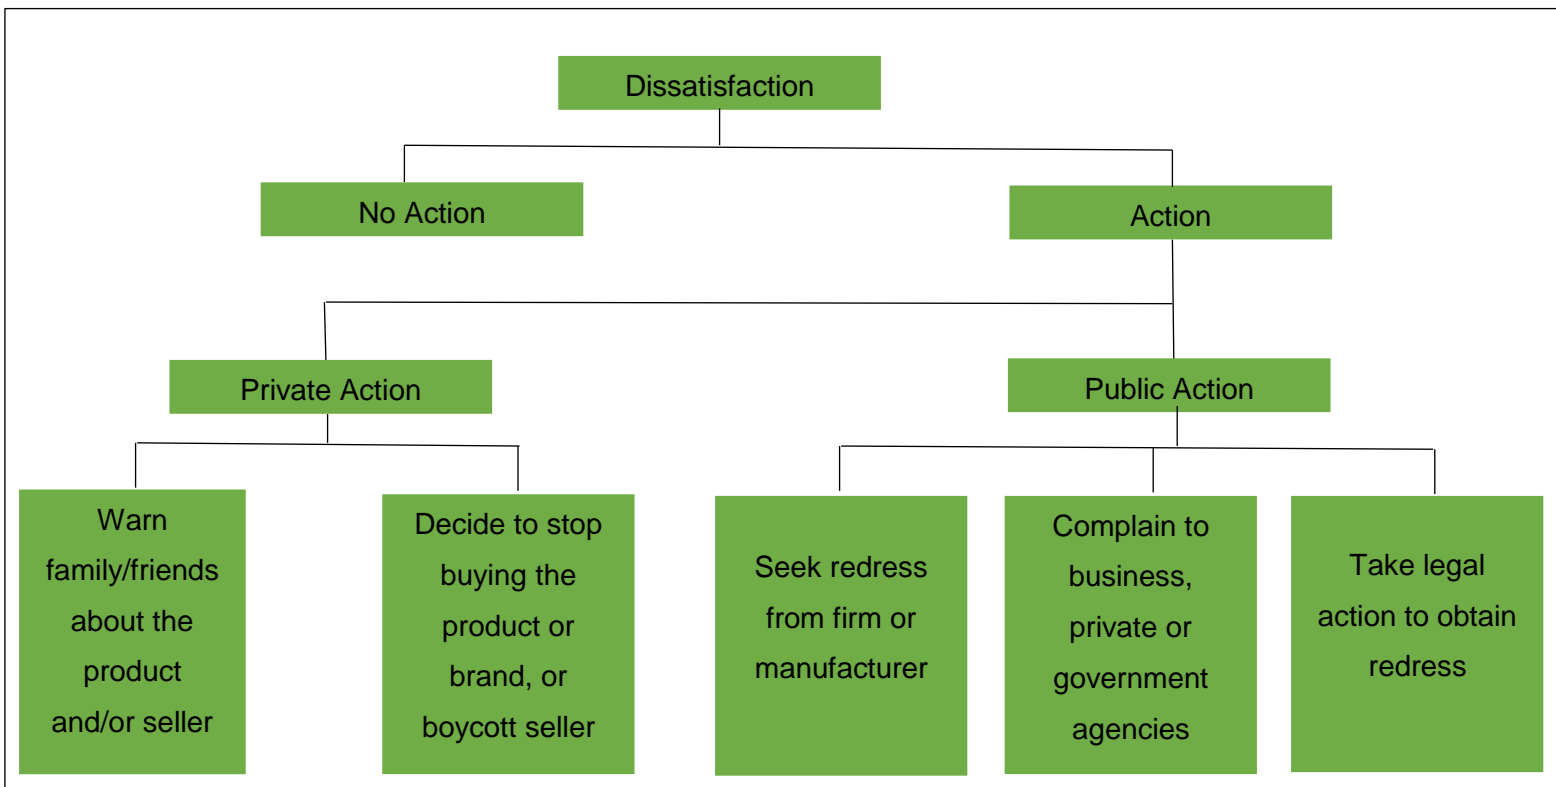 Dissatisfaction
No Action
Action
Private Action
Public Action
Warn
family/friends
about the
product
and/or seller
Decide to stop
buying the
product or
brand, or
boycott seller
Seek redress
from firm or
manufacturer
Complain to
business,
private or
government
agencies
Take legal
action to obtain
redress